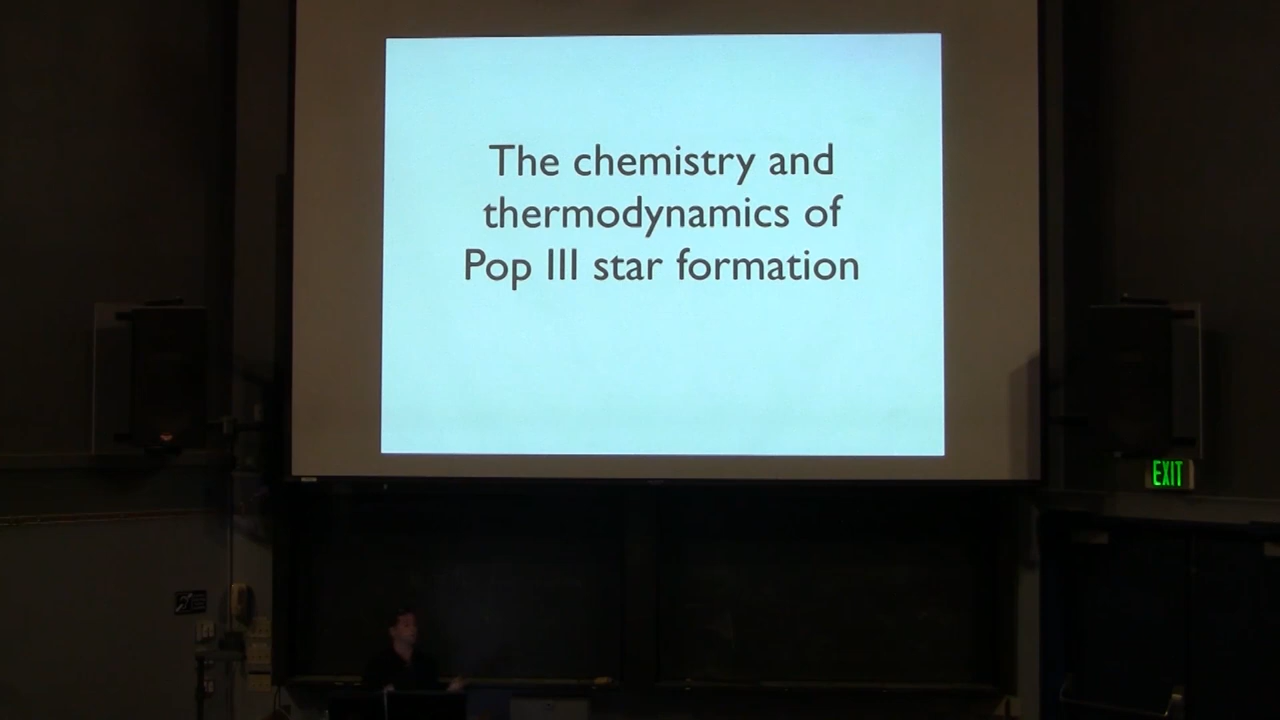 The chemistry and
thermodynamics of
Pop III star formation
EXIT